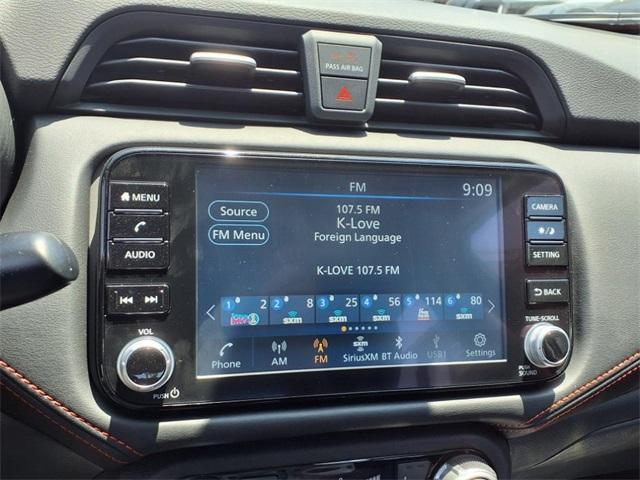 PASS AIR BAG
FM
9:09
MENU
AUDIO
VOL
PUSH
Source
FM Menu
107.5 FM
K-Love
Foreign Language
K-LOVE 107.5 FM
1 2 2 8 3 25 4 56 5 114 6 80
sxm sxm sxm sxm
Phone AM FM SiriusXM BT Audio USB1 Settings
CAMERA
SETTING
BACK
TUNE·SCROLL
PUSH
SOUND